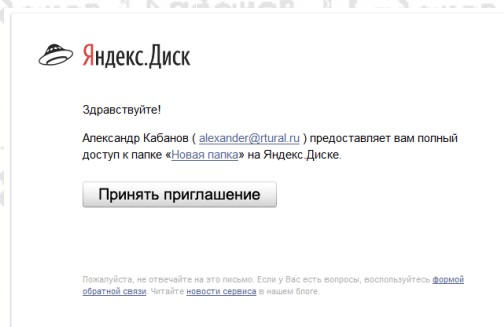 Яндекс.Диск
Здравствуйте!
Александр Кабанов ( alexander@rtural.ru ) предоставляет вам полный
доступ к папке «Новая папка» на Яндекс.Диске.
Принять приглашение
Пожалуйста, не отвечайте на это письмо. Если у Вас есть вопросы, воспользуйтесь формой
обратной связи. Читайте новости сервиса в нашем блоге.